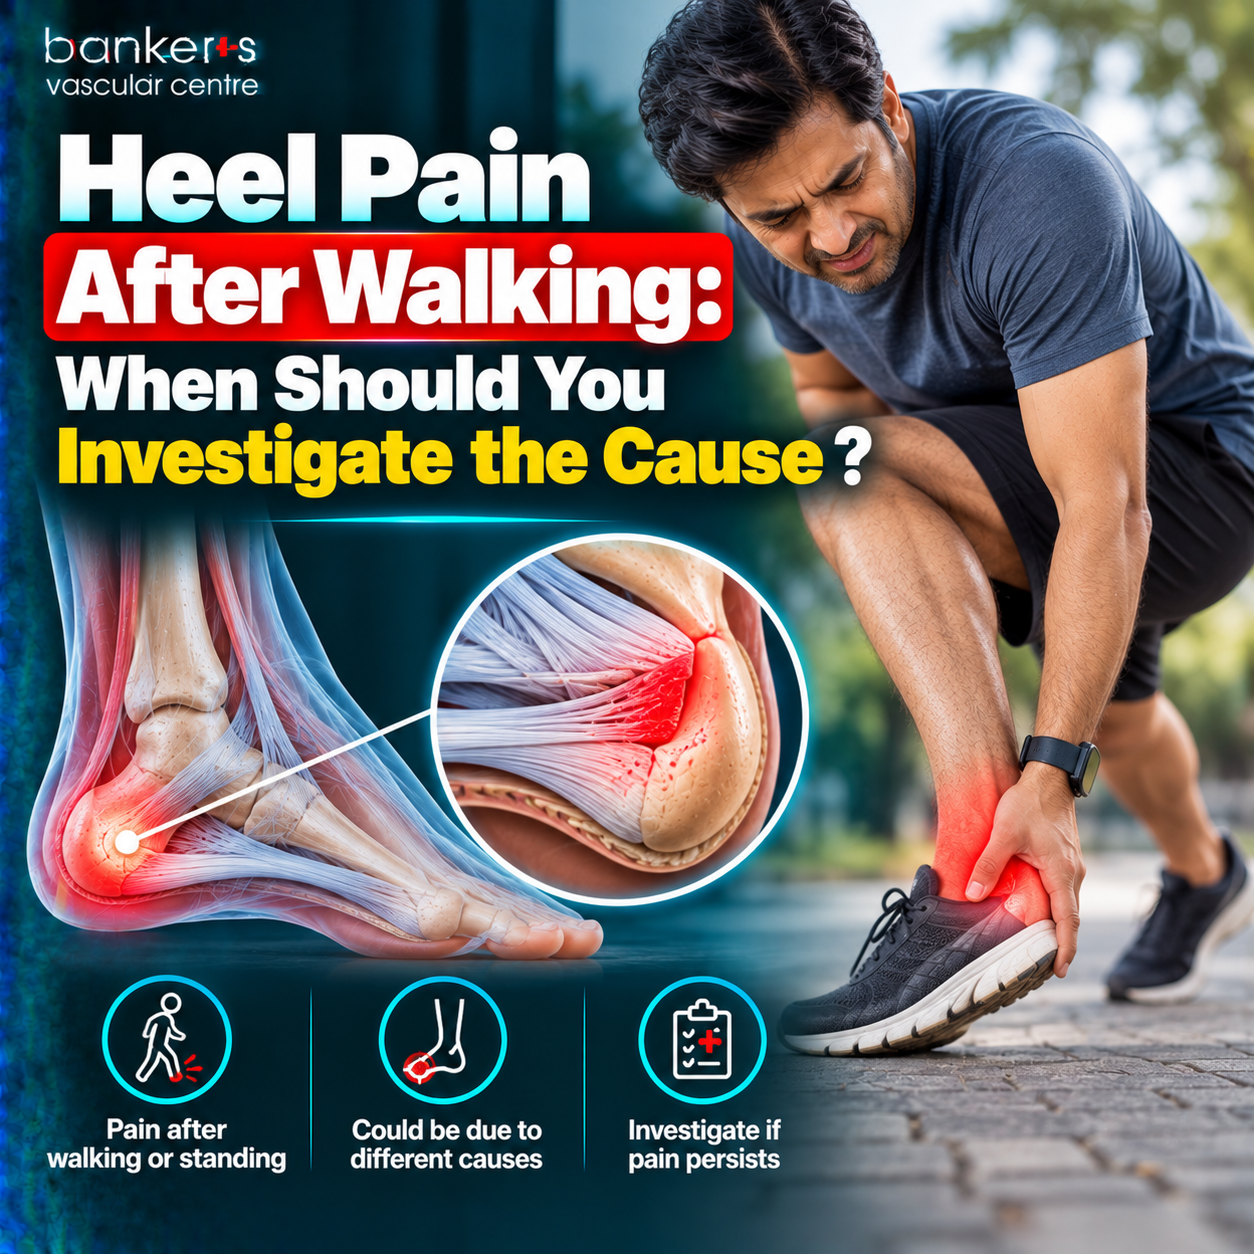 bankers
vascular centre
Heel Pain
After Walking:
When Should You
Investigate the Cause?
Pain after
walking or standing
Could be due to
different causes
Investigate if
pain persists